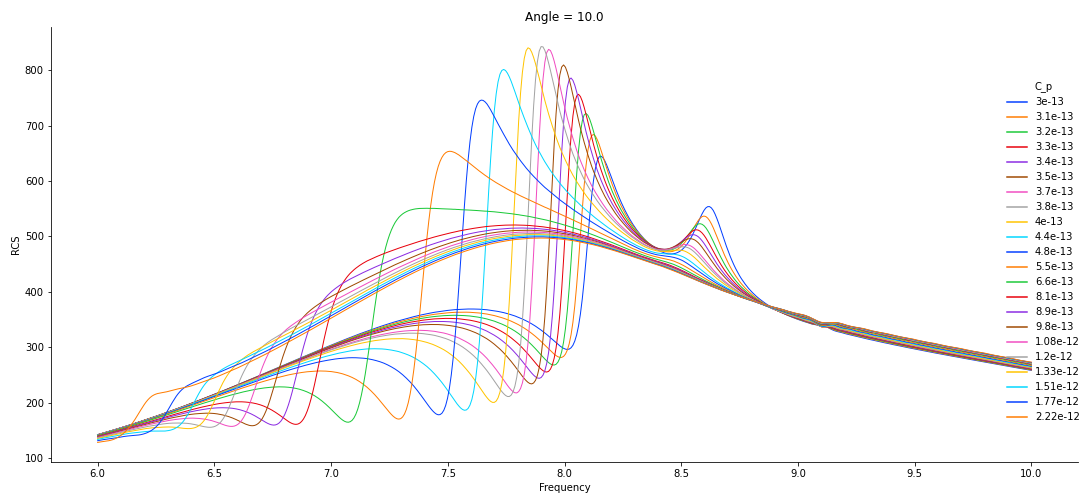 Angle = 10.0
RCS
800
700
600
500
400
300
200
100
6.0 6.5 7.0 7.5 8.0 8.5 9.0 9.5 10.0
Frequency
C_p
3e-13
3.1e-13
3.2e-13
3.3e-13
3.4e-13
3.5e-13
3.7e-13
3.8e-13
4e-13
4.4e-13
4.8e-13
5.5e-13
6.6e-13
8.1e-13
8.9e-13
9.8e-13
1.08e-12
1.2e-12
1.33e-12
1.51e-12
1.77e-12
2.22e-12